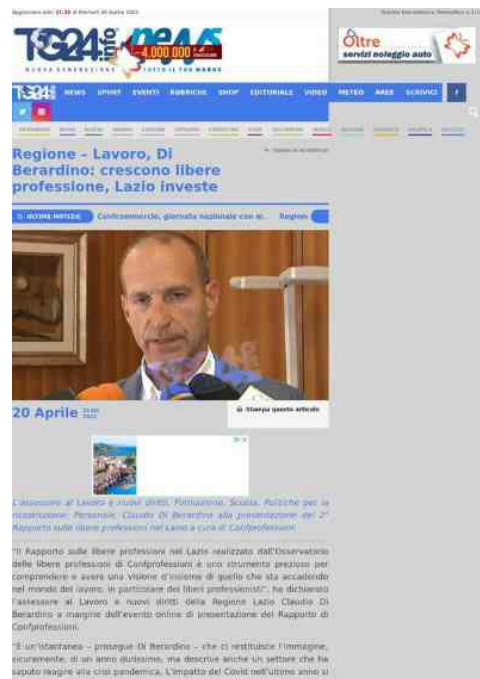 TG24.info
news
-4.000.000
NUOVA GENERAZIONE
Oltre
servizi noleggio auto
NEWS SPORT EVENTI RUBRICHE SHOP EDITORIALE VIDEO METEO AREE SCRIVICI
Regione – Lavoro, Di
Berardino: crescono libere
professione, Lazio investe
ULTIME NOTIZIE Confcommercio, giornata nazionale con
20 Aprile
Stampa questo articolo
L'assessore al Lavoro e nuovi diritti, Formazione, Scuola, Politiche per la
ricostruzione, Personale, Claudio Di Berardino alla presentazione del 2°
Rapporto sulle libere professioni nel Lazio a cura di Confprofessioni
"Il Rapporto sulle libere professioni nel Lazio realizzato dall'Osservatorio
delle libere professioni di Confprofessioni è uno strumento prezioso per
comprendere e avere una visione d'insieme di quello che sta accadendo
nel mondo del lavoro, in particolare dei liberi professionisti", ha dichiarato
l'assessore al Lavoro e nuovi diritti della Regione Lazio Claudio Di
Berardino a margine dell'evento online di presentazione del Rapporto di
Confprofessioni.
"È un'istantanea – prosegue Di Berardino – che ci restituisce l'immagine,
sicuramente, di un anno durissimo, ma descrive anche un settore che ha
saputo reagire alla crisi pandemica. L'impatto del Covid nell'ultimo anno si